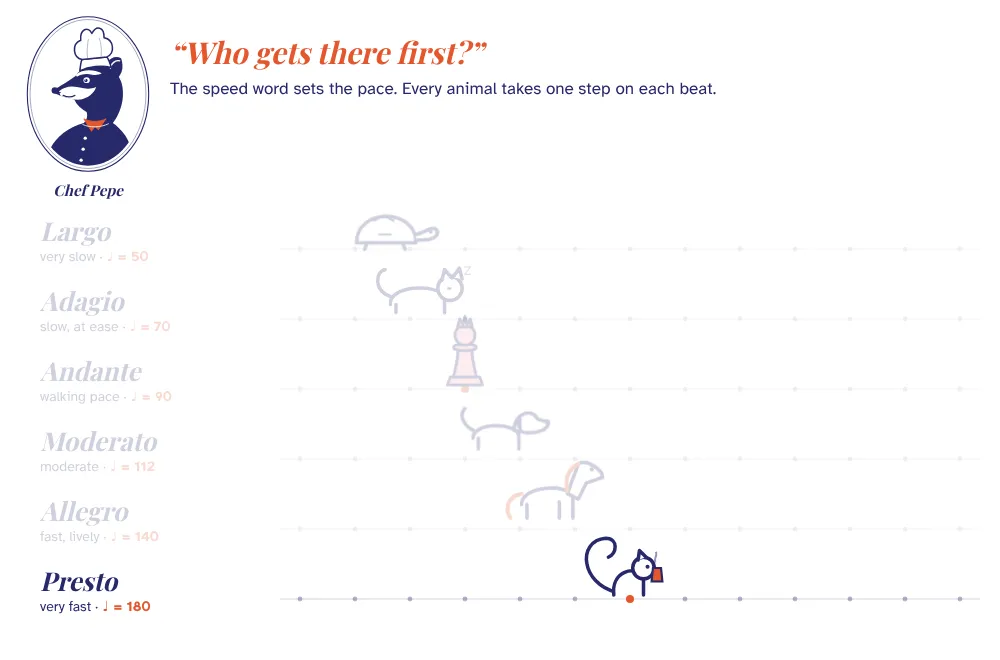 “Who gets there first?”
The speed word sets the pace. Every animal takes one step on each beat.
Chef Pepe
Largo
very slow · ♩ = 50
z
Adagio
slow, at ease · ♩ = 70
Andante
walking pace · ♩ = 90
Moderato
moderate · ♩ = 112
Allegro
fast, lively · ♩ = 140
Presto
very fast · ♩ = 180